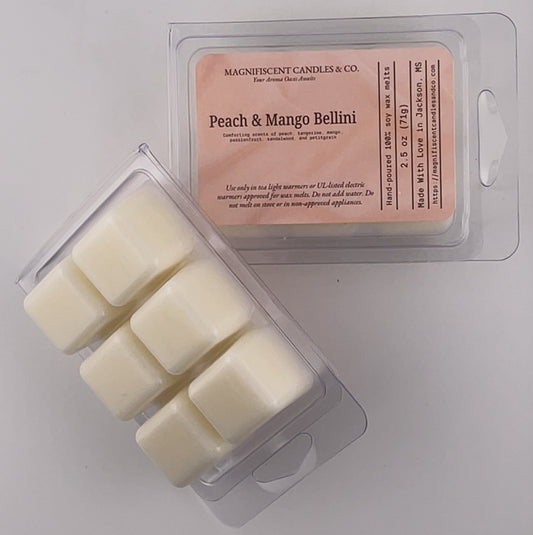 MAGNIFISCENT CANDLES & CO.
Your Aroma Oasis Awaits
Peach & Mango Bellini
Comforting scents of peach, tangerine, mango,
passionfruit, sandalwood, and petitgrain
Use only in tea light warmers or UL-listed electric
warmers approved for wax melts. Do not add water. Do
not melt on stove or in non-approved appliances.
Hand-poured 100% soy wax melts
2.5 oz (71g)
Made With Love in Jackson, MS
https://magnifiscentcandlesandco.com